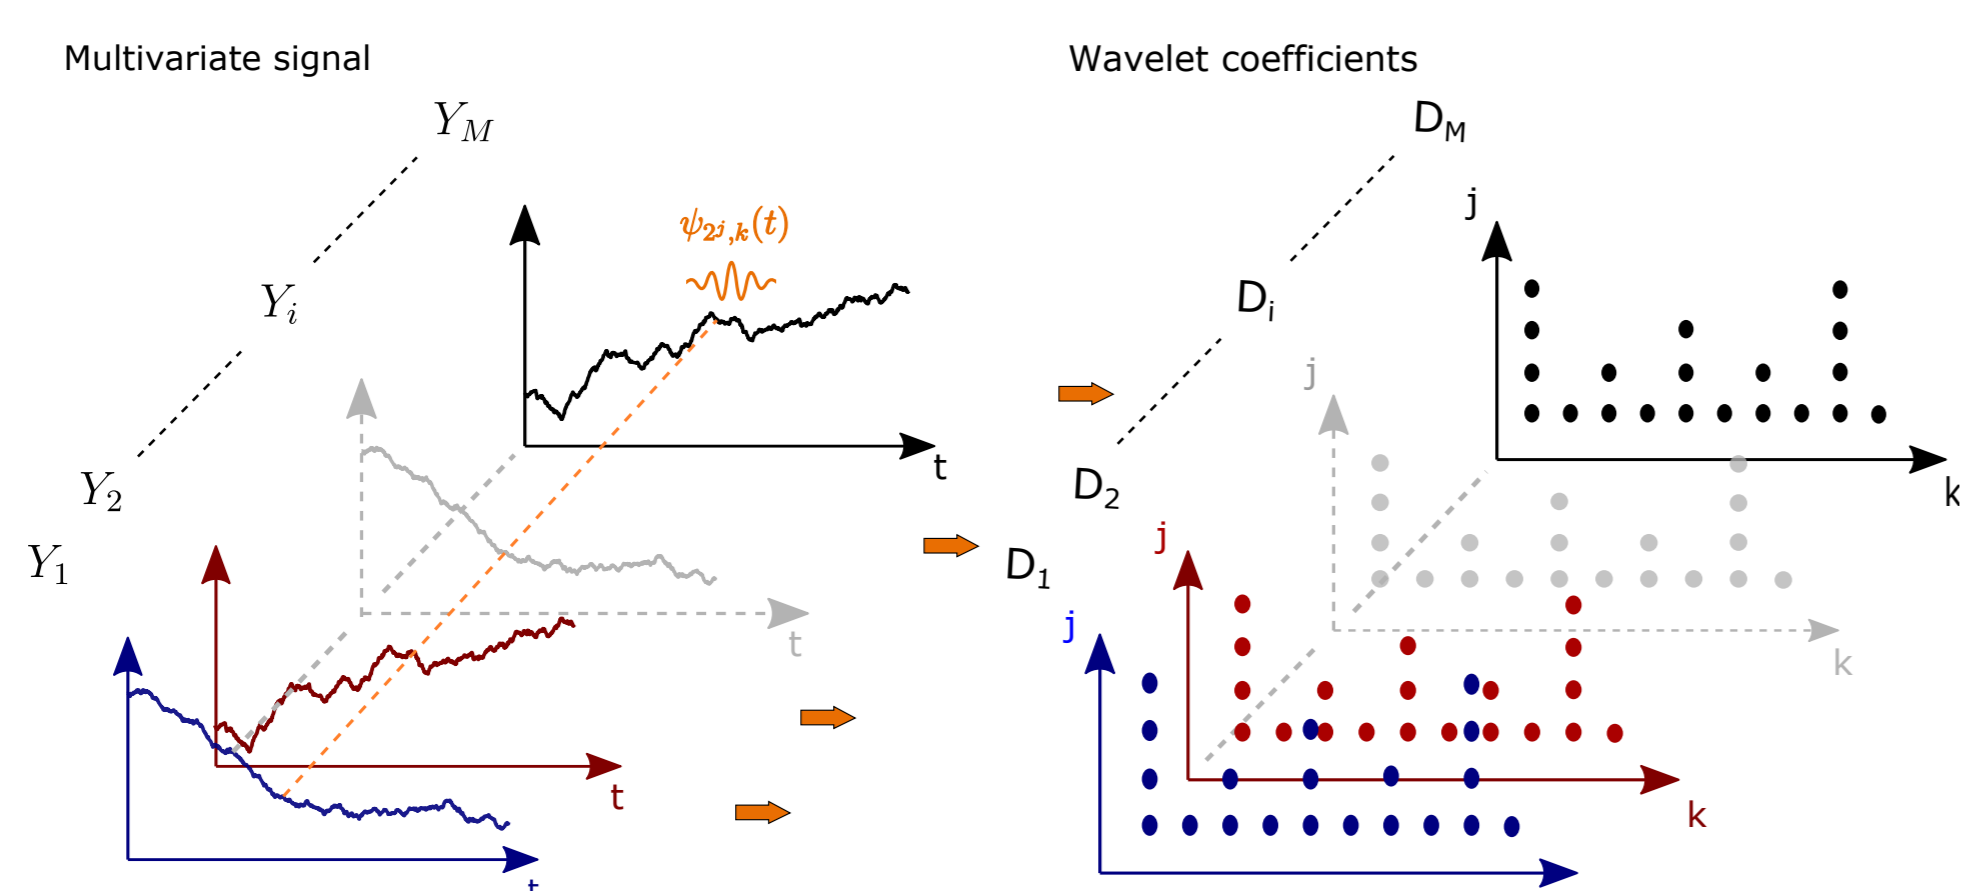 Multivariate signal
Wavelet coefficients
Y_M
D_M
j
ψ_{2^j,k}(t)
Y_i
D_i
j
t
Y_2
D_2
k
j
Y_1
D_1
j
t
k
t
k
t